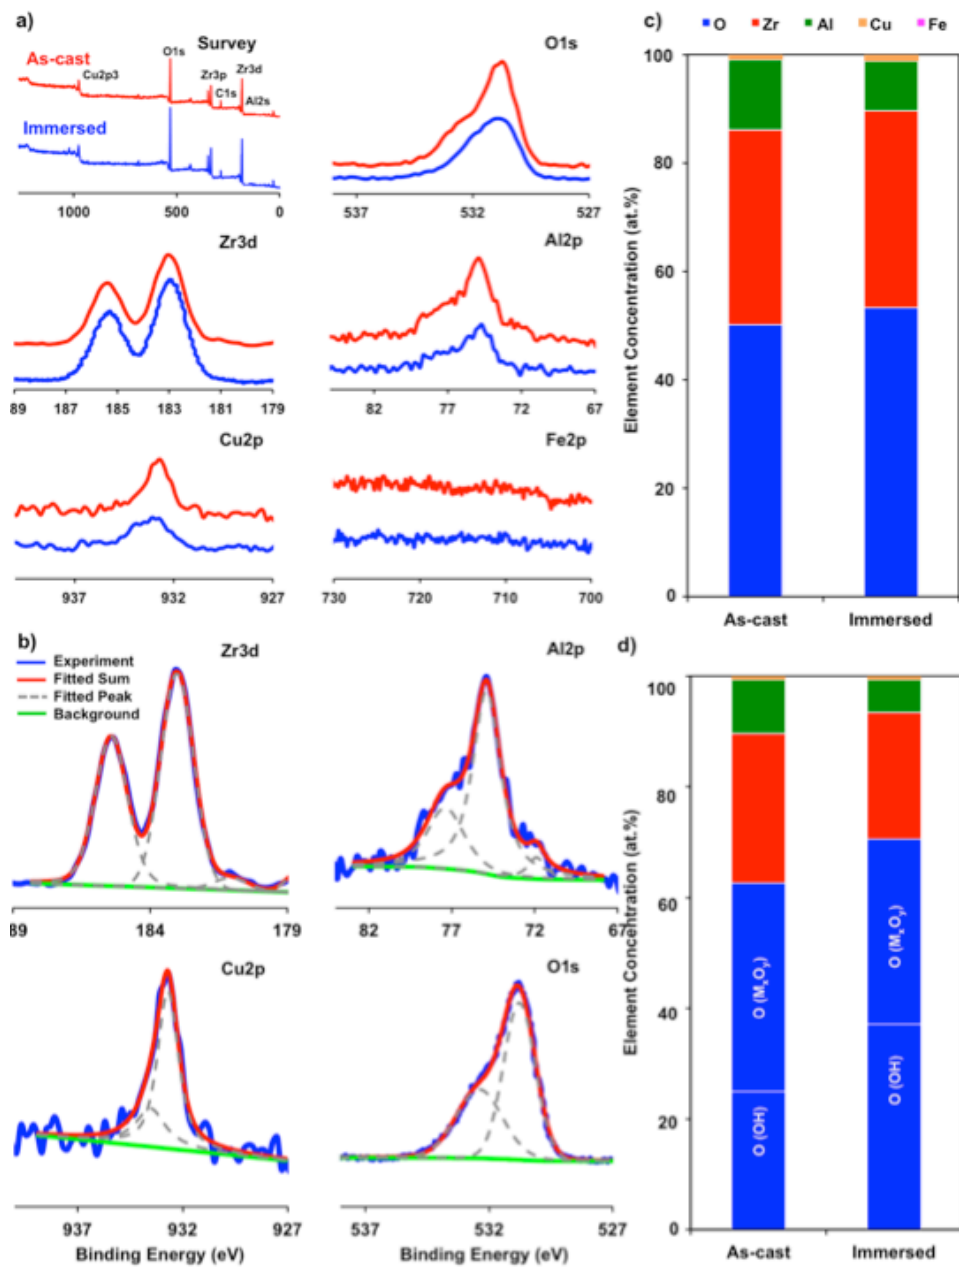 a)
Survey
As-cast
Immersed
Cu2p3
O1s
Zr3p
C1s
Zr3d
Al2s
1000 500 0
O1s
537 532 527
Zr3d
89 187 185 183 181 179
Al2p
82 77 72 67
Cu2p
937 932 927
Fe2p
730 720 710 700
b)
Experiment
Fitted Sum
Fitted Peak
Background
Zr3d
89 184 179
Al2p
82 77 72 67
Cu2p
937 932 927
Binding Energy (eV)
O1s
537 532 527
Binding Energy (eV)
c)
O Zr Al Cu Fe
Element Concentration (at.%)
100
80
60
40
20
0
As-cast Immersed
d)
Element Concentration (at.%)
100
80
60
40
20
0
O (MxOy)
O (OH)
O (MxOy)
O (OH)
As-cast Immersed